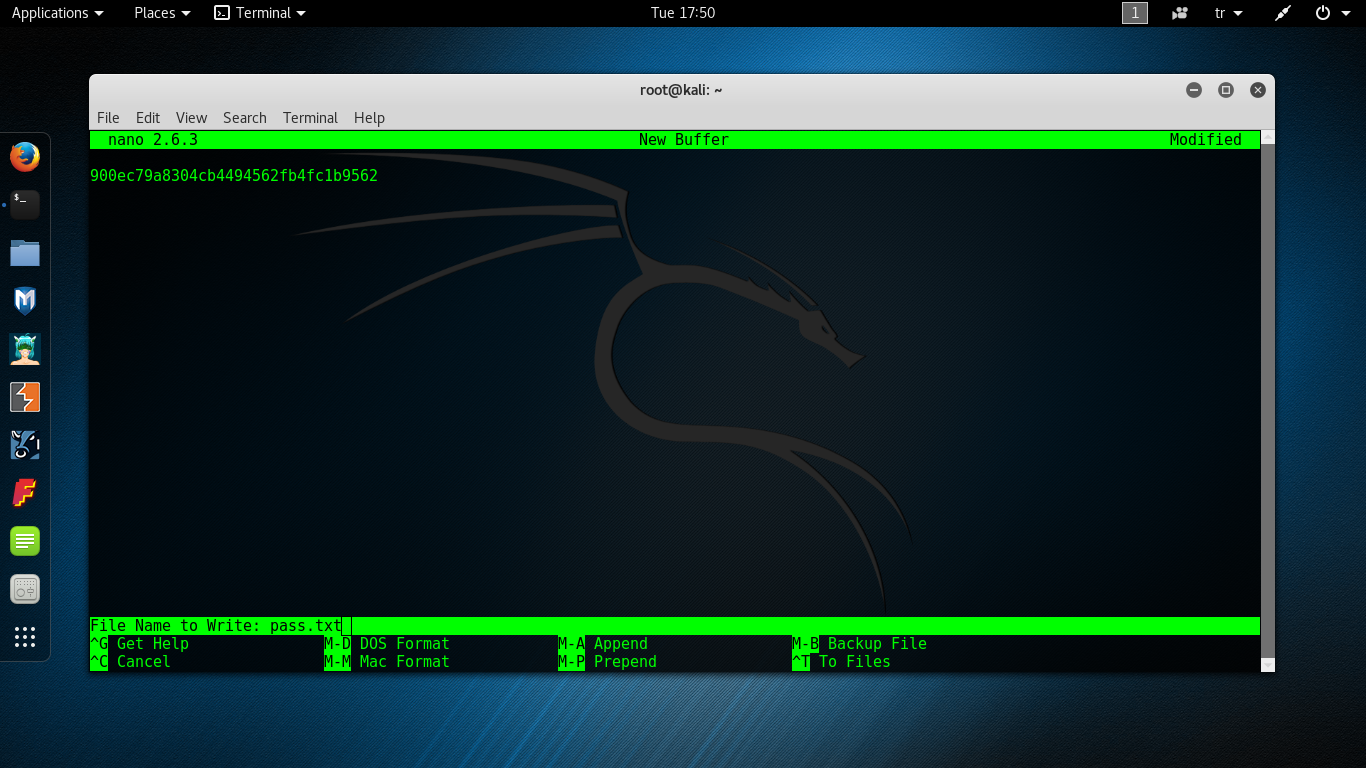 Applications Places Terminal Tue 17:50 1 tr
root@kali: ~
File Edit View Search Terminal Help
nano 2.6.3 New Buffer Modified
900ec79a8304cb4494562fb4fc1b9562
File Name to Write: pass.txt
^G Get Help M-D DOS Format M-A Append M-B Backup File
^C Cancel M-M Mac Format M-P Prepend ^T To Files